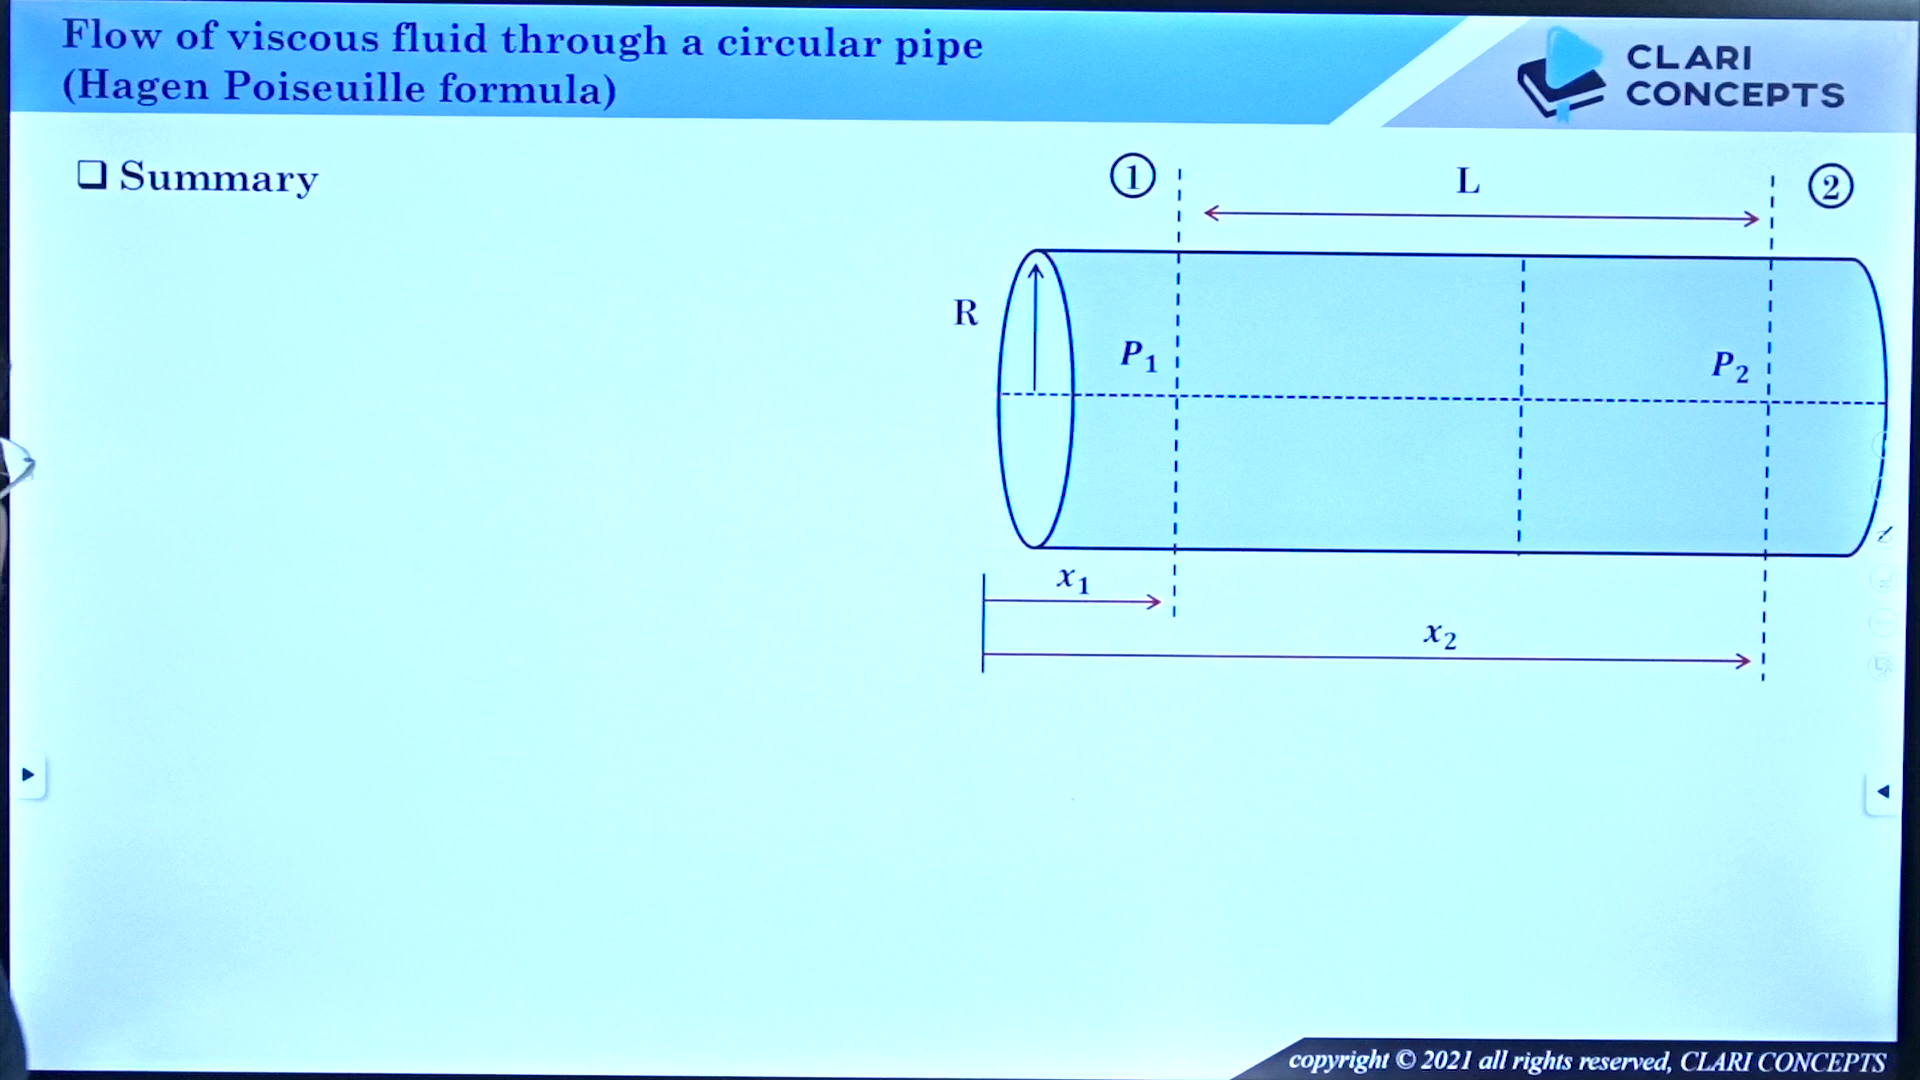 Flow of viscous fluid through a circular pipe
(Hagen Poiseuille formula)
CLARI
CONCEPTS
❑ Summary
① L ②
R
P₁ P₂
x₁
x₂
copyright © 2021 all rights reserved, CLARI CONCEPTS